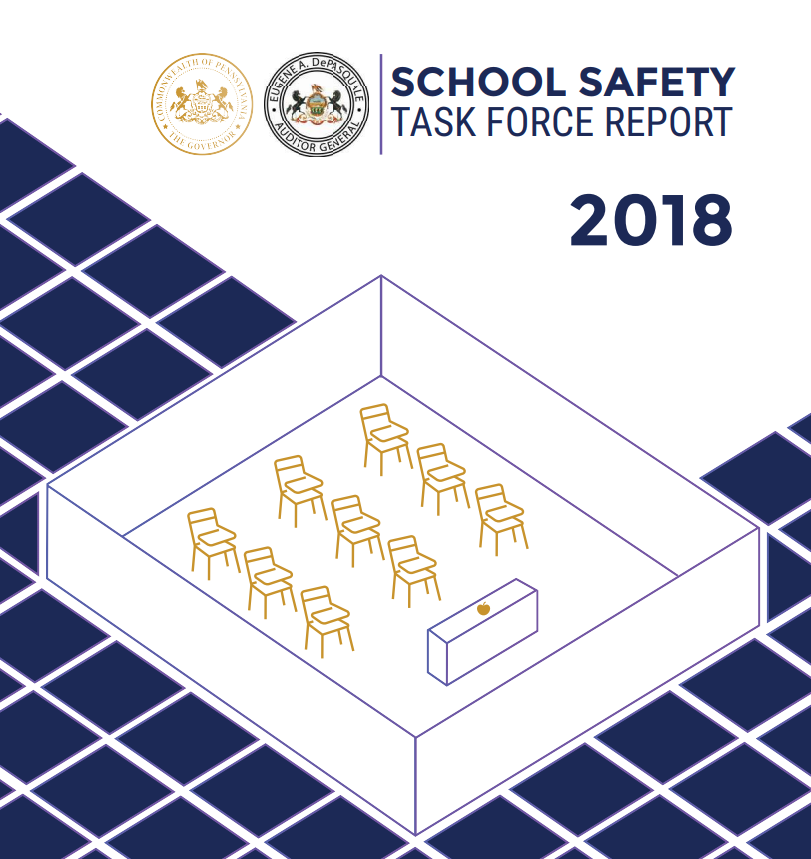 COMMONWEALTH OF PENNSYLVANIA
★ THE GOVERNOR ★
EUGENE A. DePASQUALE
AUDITOR GENERAL
SCHOOL SAFETY
TASK FORCE REPORT
2018